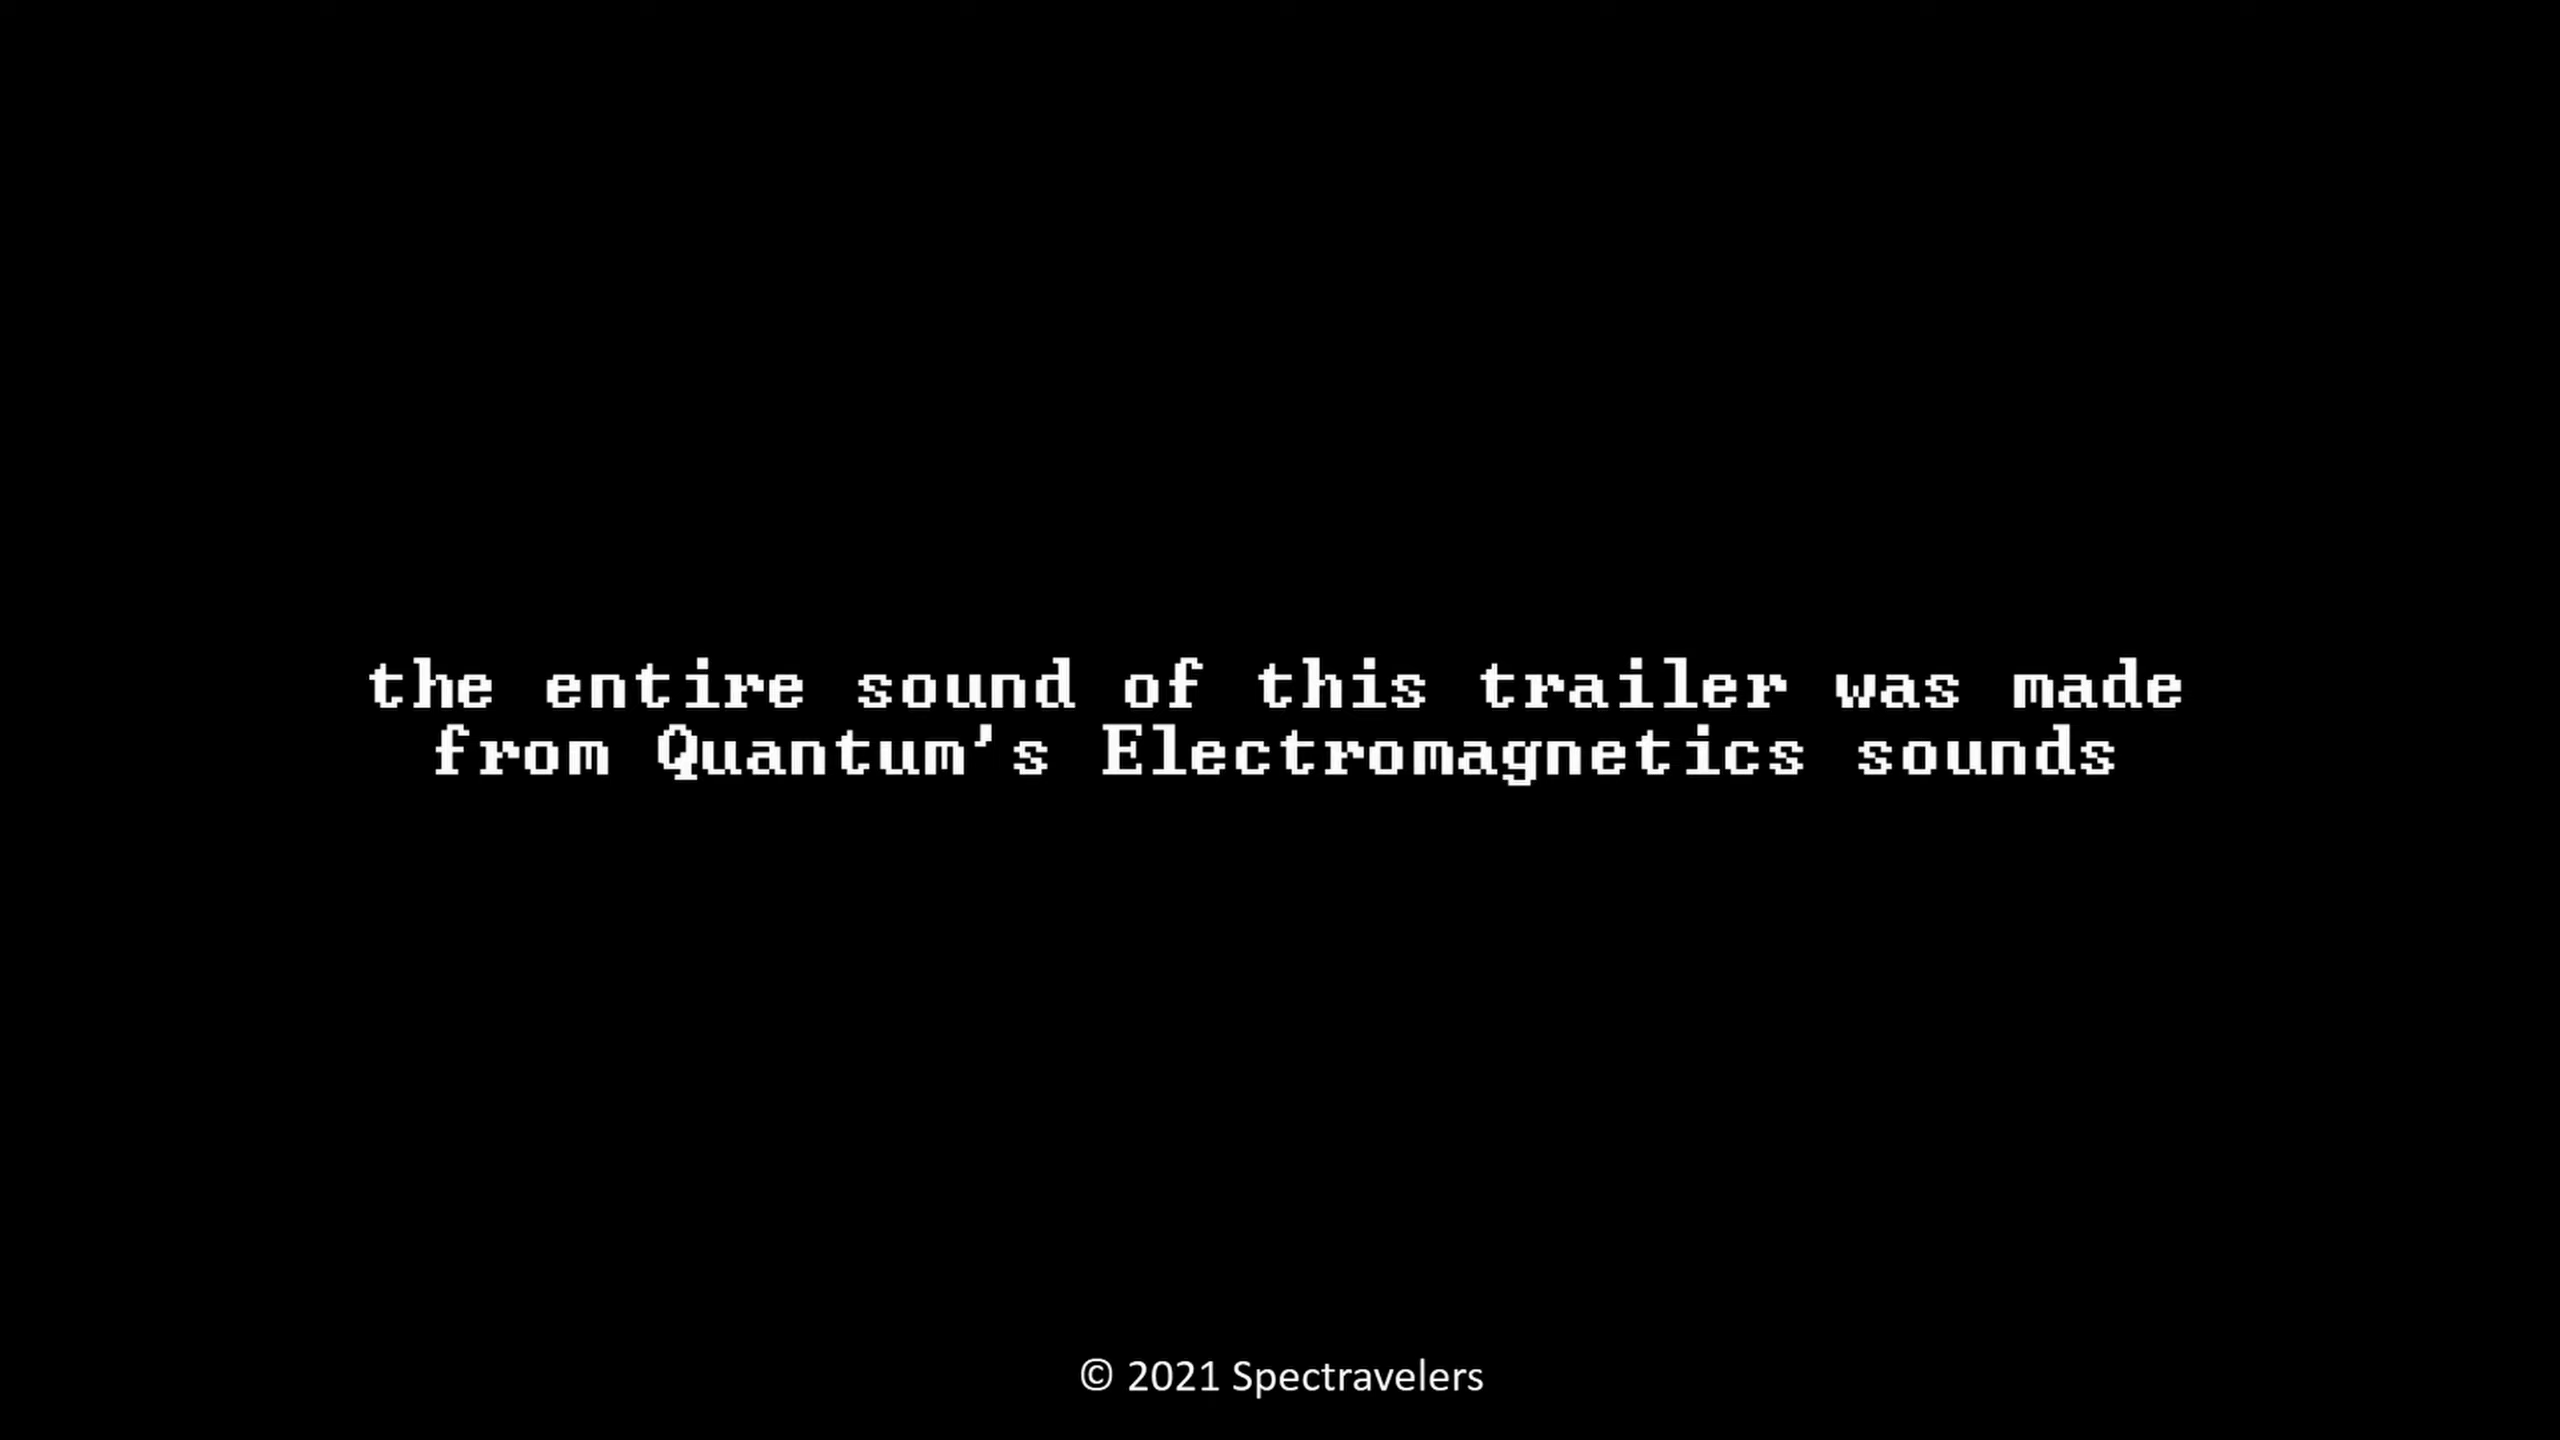 the entire sound of this trailer was made
from Quantum's Electromagnetics sounds
© 2021 Spectravelers